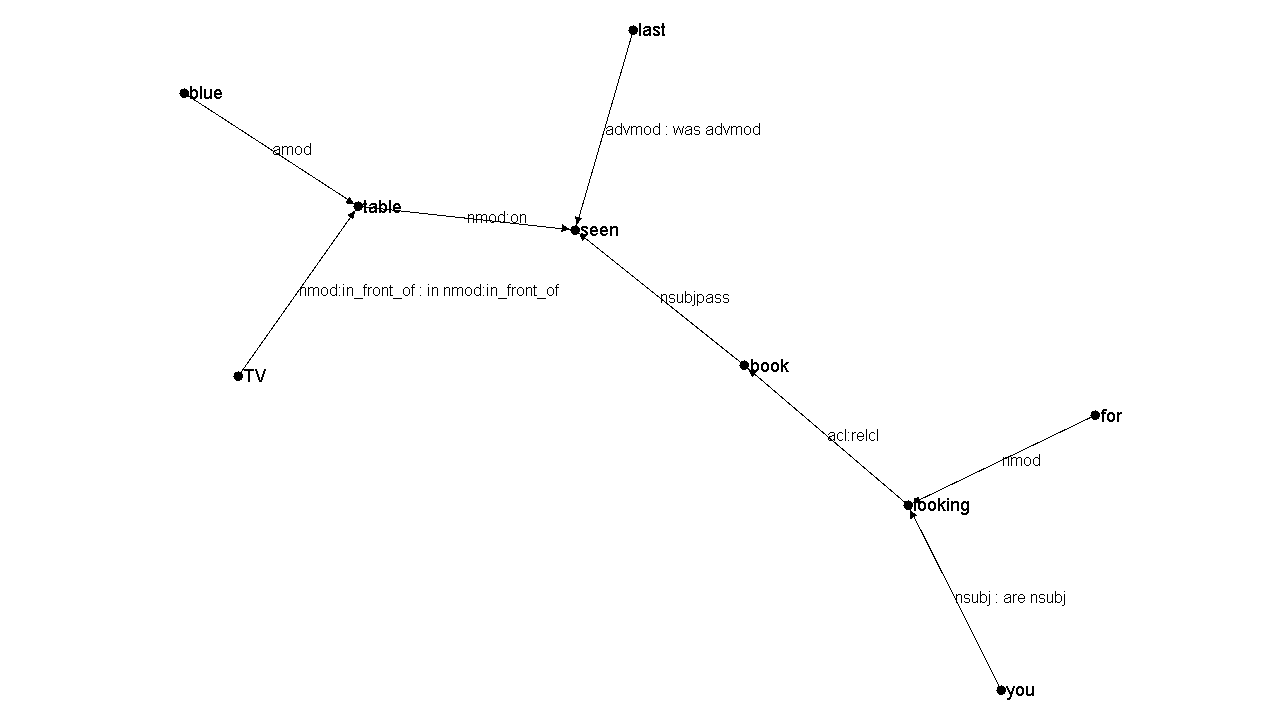 last
blue
advmod : was advmod
amod
table
nmod:on
seen
nmod:in_front_of : in nmod:in_front_of
nsubjpass
book
TV
for
acl:relcl
nmod
looking
nsubj : are nsubj
you